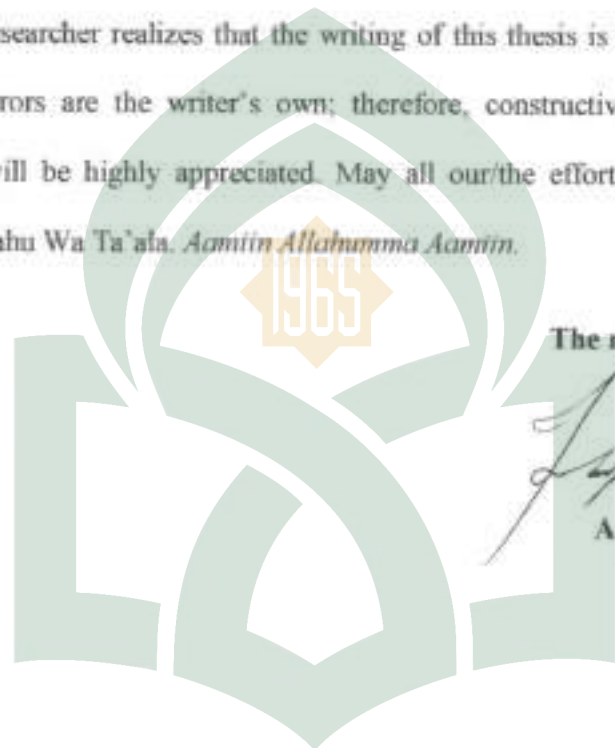 searcher realizes that the writing of this thesis is
rors are the writer's own; therefore, constructiv
ill be highly appreciated. May all our/the effort
ahu Wa Ta'ala. Aamiin Allahumma Aamiin.
1965
The
A